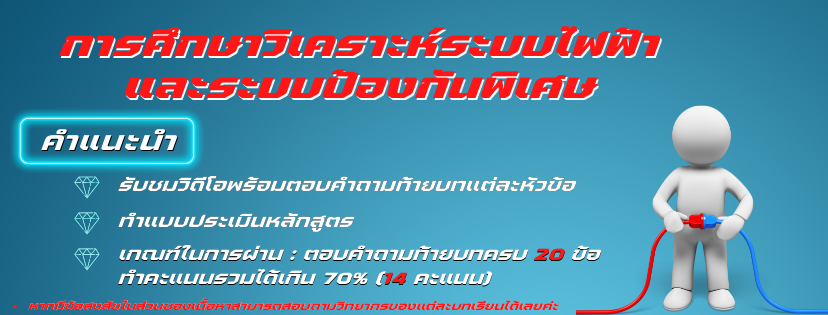 การศึกษาวิเคราะห์ระบบไฟฟ้า
และระบบป้องกันพิเศษ
คำแนะนำ
รับชมวิดีโอพร้อมตอบคำถามท้ายบทแต่ละหัวข้อ
ทำแบบประเมินหลักสูตร
เกณฑ์ในการผ่าน : ตอบคำถามท้ายบทครบ 20 ข้อ
ทำคะแนนรวมได้เกิน 70% (14 คะแนน)
- หากมีข้อสงสัยในส่วนของเนื้อหาสามารถสอบถามวิทยากรของแต่ละบทเรียนได้เลยค่ะ